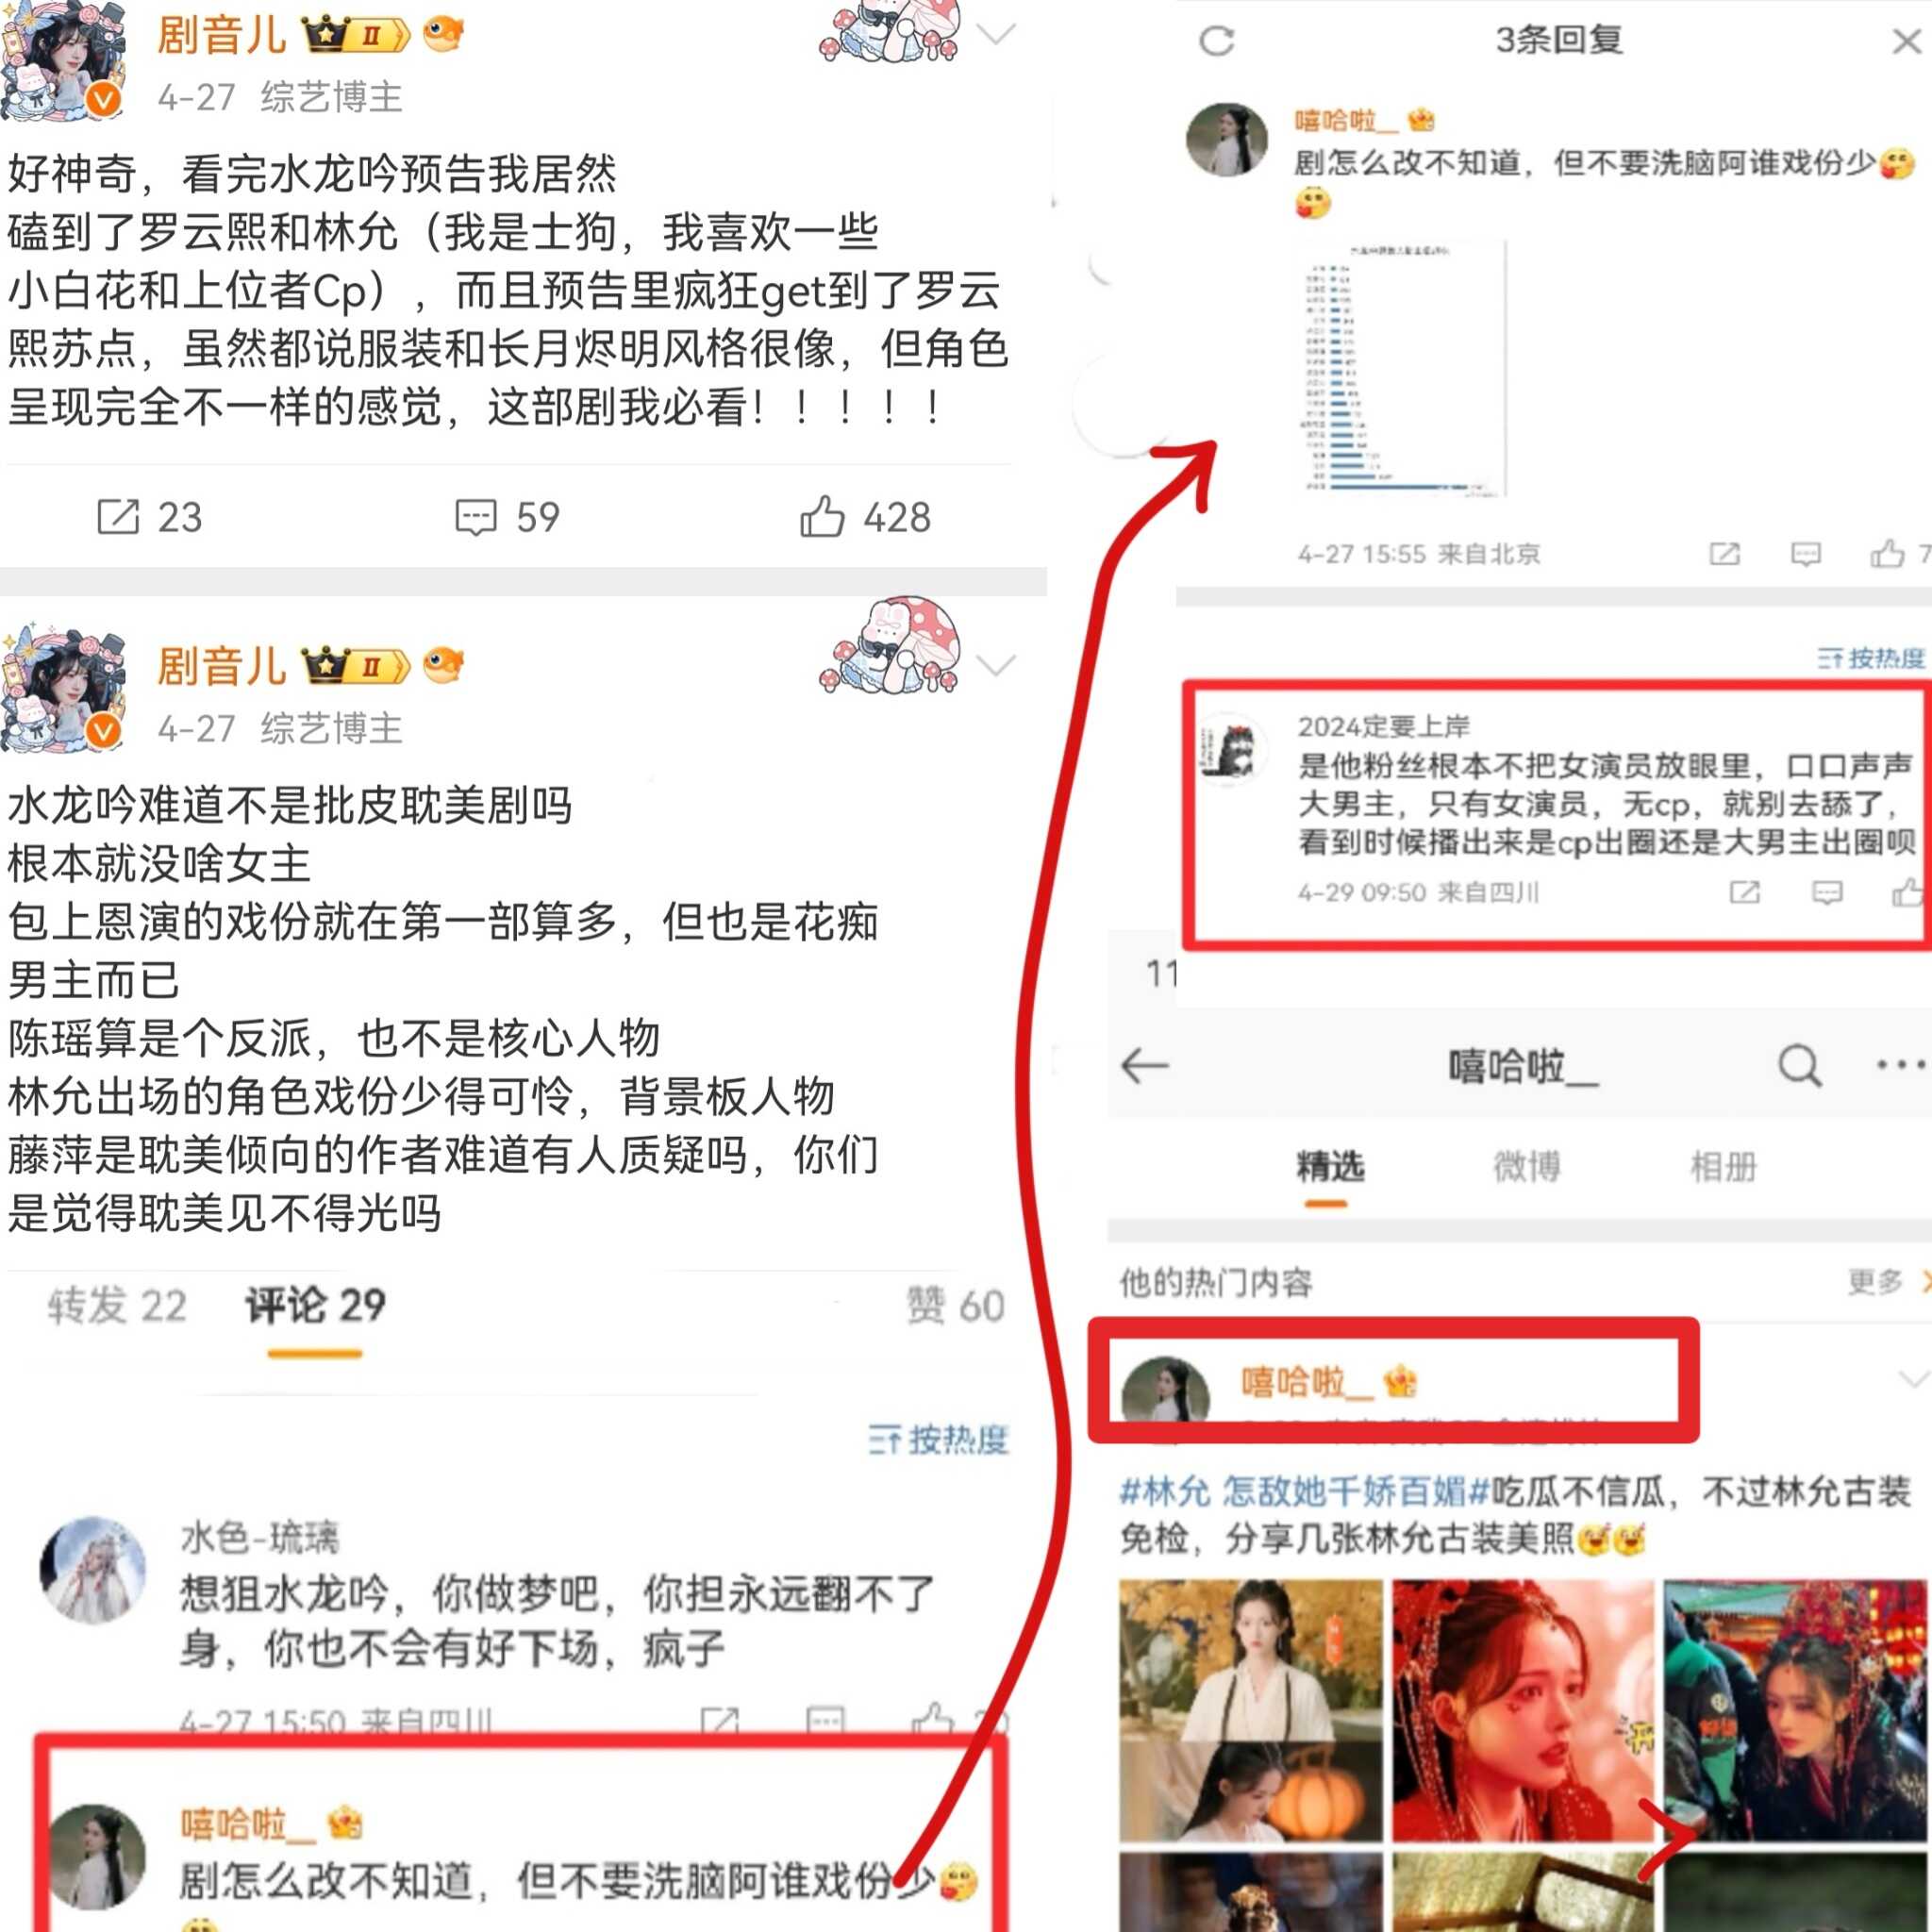 剧音儿
II
4-27 综艺博主
好神奇，看完水龙吟预告我居然
磕到了罗云熙和林允（我是士狗，我喜欢一些
小白花和上位者Cp），而且预告里疯狂get到了罗云
熙苏点，虽然都说服装和长月烬明风格很像，但角色
呈现完全不一样的感觉，这部剧我必看！！！！！
23
59
428
剧音儿
II
4-27 综艺博主
水龙吟难道不是批皮耽美剧吗
根本就没啥女主
包上恩演的戏份就在第一部算多，但也是花痴
男主而已
陈瑶算是个反派，也不是核心人物
林允出场的角色戏份少得可怜，背景板人物
藤萍是耽美倾向的作者难道有人质疑吗，你们
是觉得耽美见不得光吗
转发 22
评论 29
赞 60
按热度
水色-琉璃
想狙水龙吟，你做梦吧，你担永远翻不了
身，你也不会有好下场，疯子
4-27 15:50 来自四川
嘻哈啦__
剧怎么改不知道，但不要洗脑阿谁戏份少
3条回复
嘻哈啦__
剧怎么改不知道，但不要洗脑阿谁戏份少
4-27 15:55 来自北京
7
按热度
2024定要上岸
是他粉丝根本不把女演员放眼里，口口声声
大男主，只有女演员，无cp，就别去舔了，
看到时候播出来是cp出圈还是大男主出圈呗
4-29 09:50 来自四川
11
嘻哈啦__
精选
微博
相册
他的热门内容
更多
嘻哈啦__
#林允 怎敌她千娇百媚#吃瓜不信瓜，不过林允古装
免检，分享几张林允古装美照